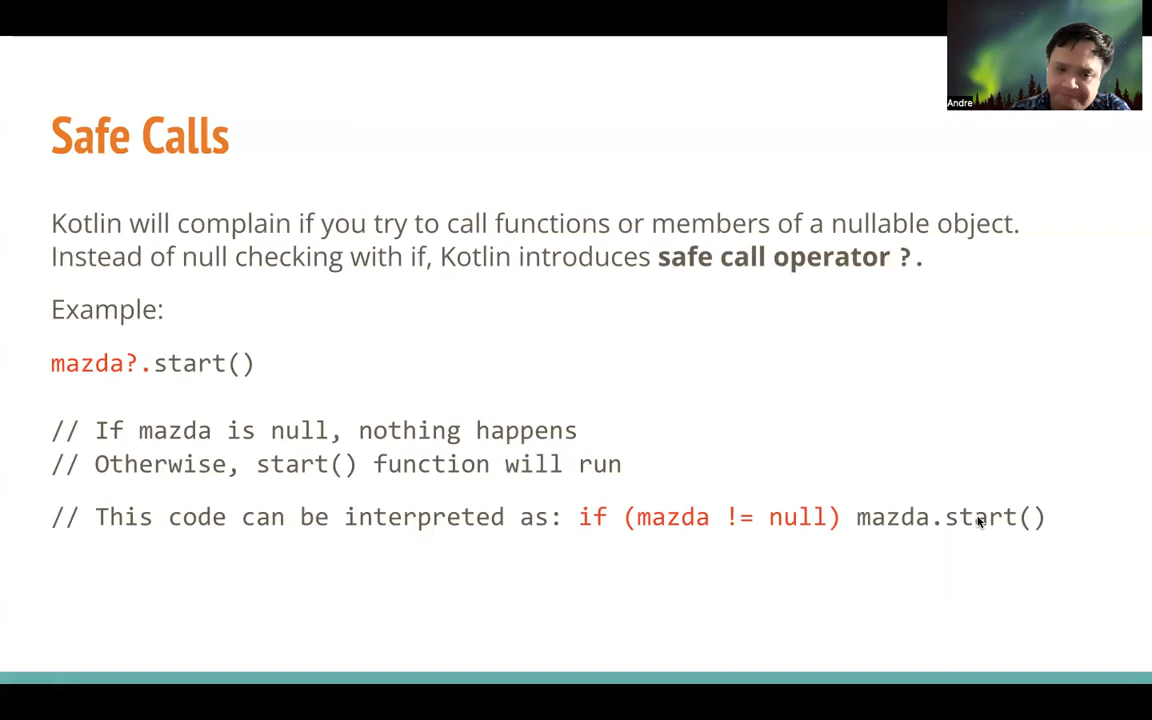 Andre
Safe Calls
Kotlin will complain if you try to call functions or members of a nullable object.
Instead of null checking with if, Kotlin introduces safe call operator ?.
Example:
mazda?.start()
// If mazda is null, nothing happens
// Otherwise, start() function will run
// This code can be interpreted as: if (mazda != null) mazda.start()